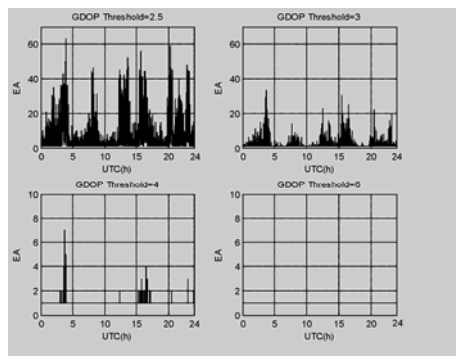 GDOP Threshold=2.5
60
40
20
0
EA
0 5 10 15 20 24
UTC(h)
GDOP Threshold=3
60
40
20
0
EA
0 5 10 15 20 24
UTC(h)
GDOP Threshold=4
10
8
6
4
2
0
EA
0 5 10 15 20 24
UTC(h)
GDOP Threshold=6
10
8
6
4
2
0
EA
0 5 10 15 20 24
UTC(h)